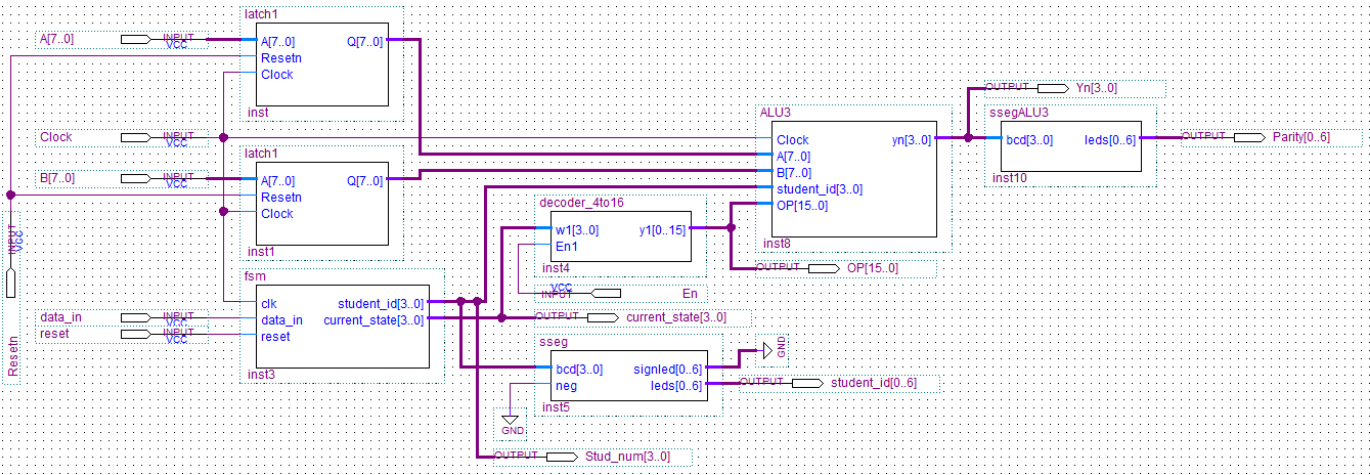 latch1
A[7..0] INPUT VCC A[7..0] Q[7..0]
Resetn
Clock
inst
Clock INPUT VCC
latch1
B[7..0] INPUT VCC A[7..0] Q[7..0]
Resetn
Clock
inst1
Resetn INPUT VCC
fsm
clk student_id[3..0]
data_in INPUT VCC data_in current_state[3..0]
reset INPUT VCC reset
inst3
decoder_4to16
w1[3..0] y1[0..15]
En1
inst4
VCC INPUT En
OUTPUT current_state[3..0]
sseg
bcd[3..0] signled[0..6]
neg leds[0..6]
inst5
GND
GND
OUTPUT student_id[0..6]
OUTPUT Stud_num[3..0]
ALU3
Clock yn[3..0]
A[7..0]
B[7..0]
student_id[3..0]
OP[15..0]
inst8
OUTPUT OP[15..0]
OUTPUT Yn[3..0]
ssegALU3
bcd[3..0] leds[0..6]
inst10
OUTPUT Parity[0..6]